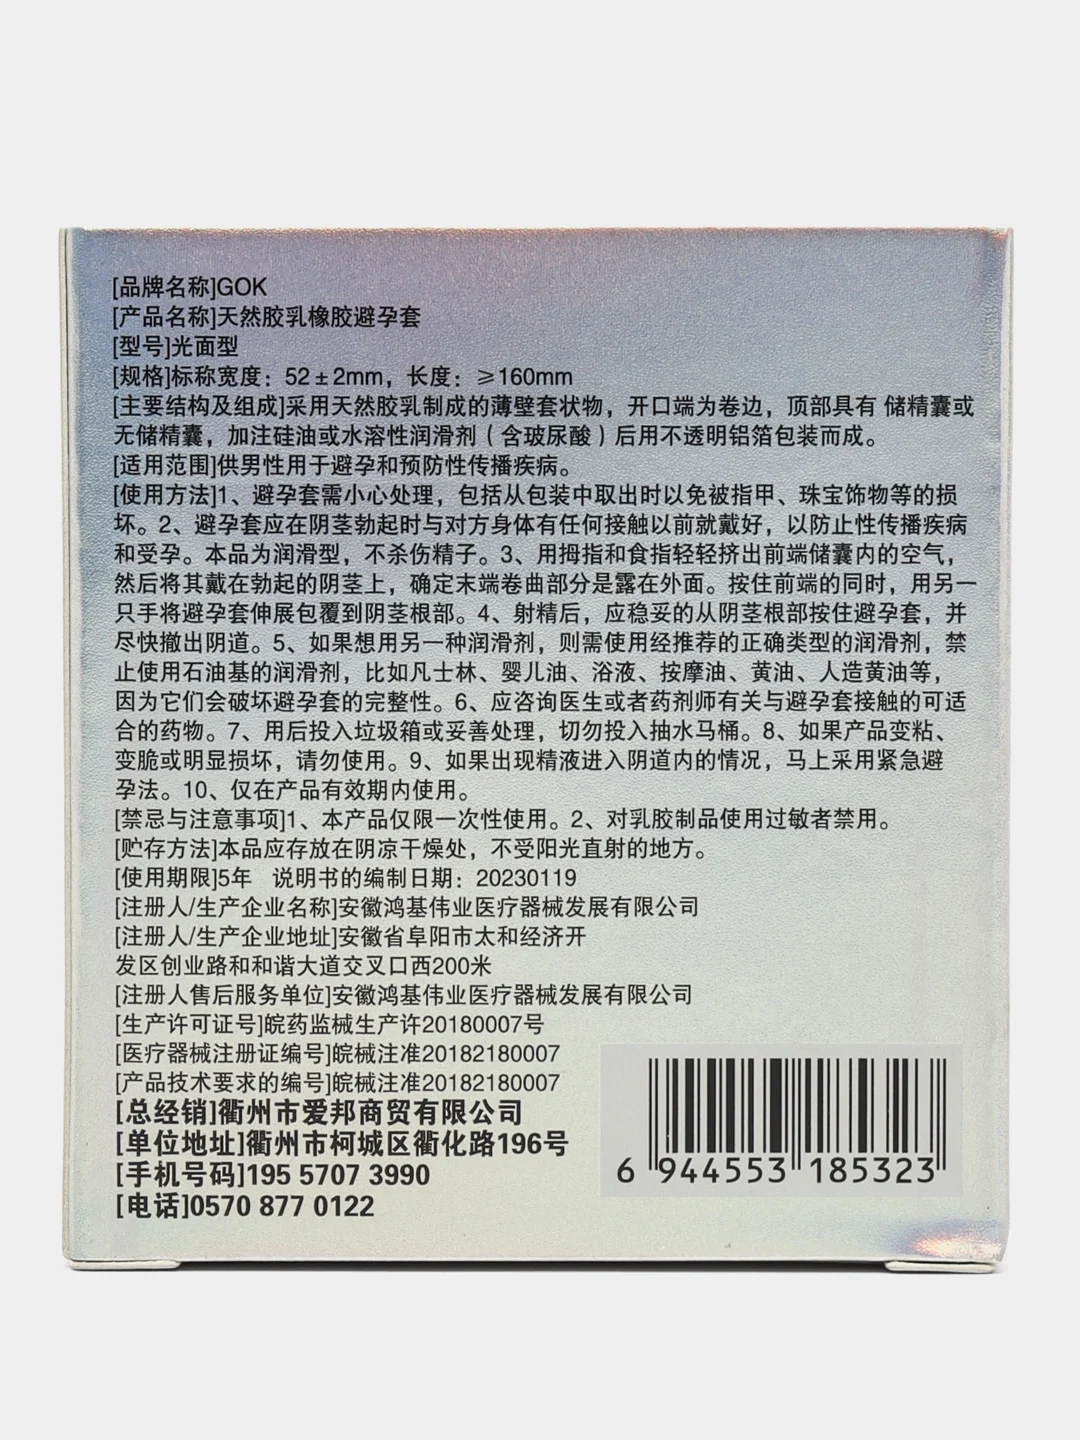 [品牌名称]GOK
[产品名称]天然胶乳橡胶避孕套
[型号]光面型
[规格]标称宽度：52±2mm，长度：≥160mm
[主要结构及组成]采用天然胶乳制成的薄壁套状物，开口端为卷边，顶部具有 储精囊或
无储精囊，加注硅油或水溶性润滑剂（含玻尿酸）后用不透明铝箔包装而成。
[适用范围]供男性用于避孕和预防性传播疾病。
[使用方法]1、避孕套需小心处理，包括从包装中取出时以免被指甲、珠宝饰物等的损
坏。2、避孕套应在阴茎勃起时与对方身体有任何接触以前就戴好，以防止性传播疾病
和受孕。本品为润滑型，不杀伤精子。3、用拇指和食指轻轻挤出前端储囊内的空气，
然后将其戴在勃起的阴茎上，确定末端卷曲部分是露在外面。按住前端的同时，用另一
只手将避孕套伸展包覆到阴茎根部。4、射精后，应稳妥的从阴茎根部按住避孕套，并
尽快撤出阴道。5、如果想用另一种润滑剂，则需使用经推荐的正确类型的润滑剂，禁
止使用石油基的润滑剂，比如凡士林、婴儿油、浴液、按摩油、黄油、人造黄油等，
因为它们会破坏避孕套的完整性。6、应咨询医生或者药剂师有关与避孕套接触的可适
合的药物。7、用后投入垃圾箱或妥善处理，切勿投入抽水马桶。8、如果产品变粘、
变脆或明显损坏，请勿使用。9、如果出现精液进入阴道内的情况，马上采用紧急避
孕法。10、仅在产品有效期内使用。
[禁忌与注意事项]1、本产品仅限一次性使用。2、对乳胶制品使用过敏者禁用。
[贮存方法]本品应存放在阴凉干燥处，不受阳光直射的地方。
[使用期限]5年 说明书的编制日期：20230119
[注册人/生产企业名称]安徽鸿基伟业医疗器械发展有限公司
[注册人/生产企业地址]安徽省阜阳市太和经济开
发区创业路和和谐大道交叉口西200米
[注册人售后服务单位]安徽鸿基伟业医疗器械发展有限公司
[生产许可证号]皖药监械生产许20180007号
[医疗器械注册证编号]皖械注准20182180007
[产品技术要求的编号]皖械注准20182180007
[总经销]衢州市爱邦商贸有限公司
[单位地址]衢州市柯城区衢化路196号
[手机号码]195 5707 3990
[电话]0570 877 0122
6 944553 185323